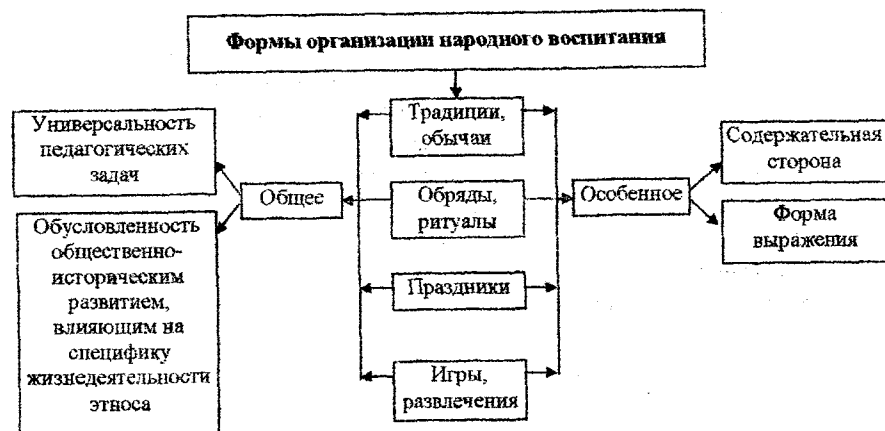 Формы организации народного воспитания
Традиции,
обычаи
Универсальность
педагогических
задач
Содержательная
сторона
Общее
Обряды,
ритуалы
Особенное
Обусловленность
общественно-
историческим
развитием,
влияющим на
специфику
жизнедеятельности
этноса
Форма
выражения
Праздники
Игры,
развлечения